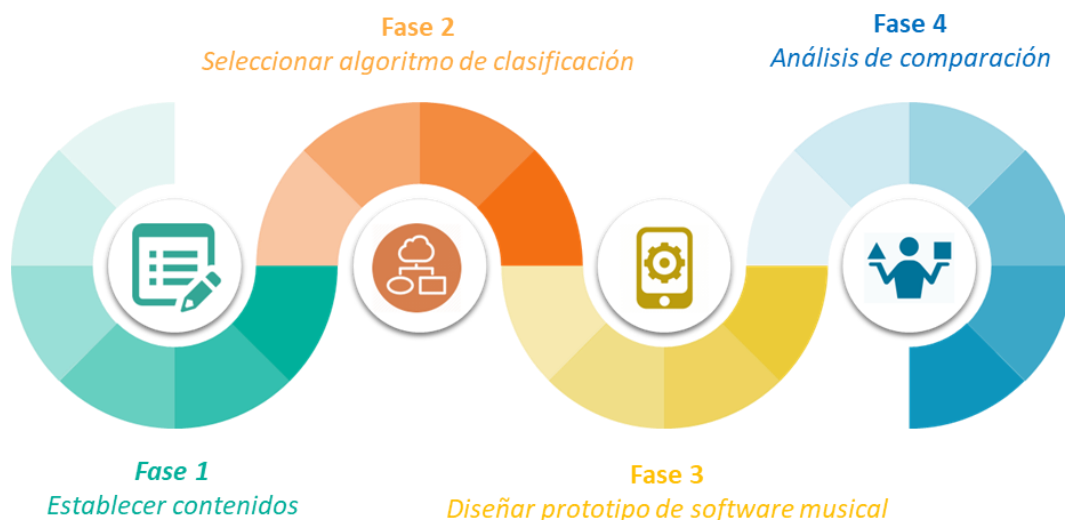 Fase 1
Establecer contenidos
Fase 2
Seleccionar algoritmo de clasificación
Fase 3
Diseñar prototipo de software musical
Fase 4
Análisis de comparación